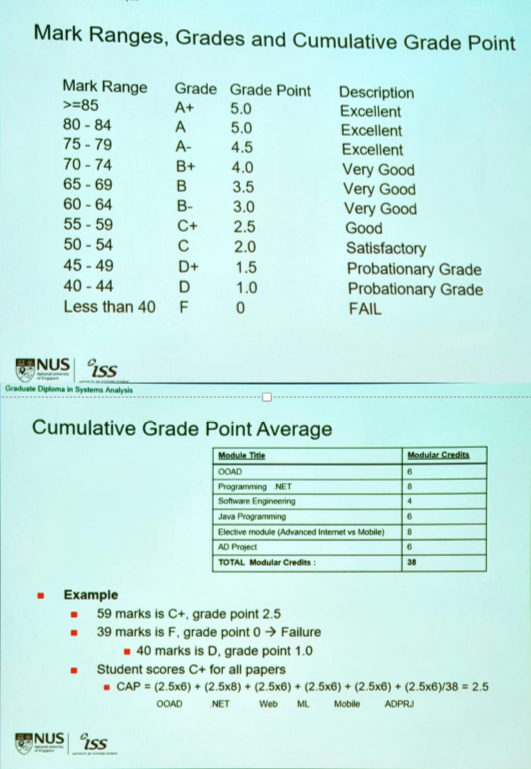 Mark Ranges, Grades and Cumulative Grade Point
Mark Range Grade Grade Point Description
>=85 A+ 5.0 Excellent
80 - 84 A 5.0 Excellent
75 - 79 A- 4.5 Excellent
70 - 74 B+ 4.0 Very Good
65 - 69 B 3.5 Very Good
60 - 64 B- 3.0 Very Good
55 - 59 C+ 2.5 Good
50 - 54 C 2.0 Satisfactory
45 - 49 D+ 1.5 Probationary Grade
40 - 44 D 1.0 Probationary Grade
Less than 40 F 0 FAIL
NUS ISS
National University
of Singapore
Graduate Diploma in Systems Analysis
Cumulative Grade Point Average
Module Title Modular Credits
OOAD 6
Programming .NET 8
Software Engineering 4
Java Programming 6
Elective module (Advanced Internet vs Mobile) 8
AD Project 6
TOTAL Modular Credits : 38
Example
59 marks is C+, grade point 2.5
39 marks is F, grade point 0 → Failure
40 marks is D, grade point 1.0
Student scores C+ for all papers
CAP = (2.5x6) + (2.5x8) + (2.5x6) + (2.5x6) + (2.5x6) + (2.5x6)/38 = 2.5
OOAD .NET Web ML Mobile ADPRJ
NUS ISS
National University
of Singapore